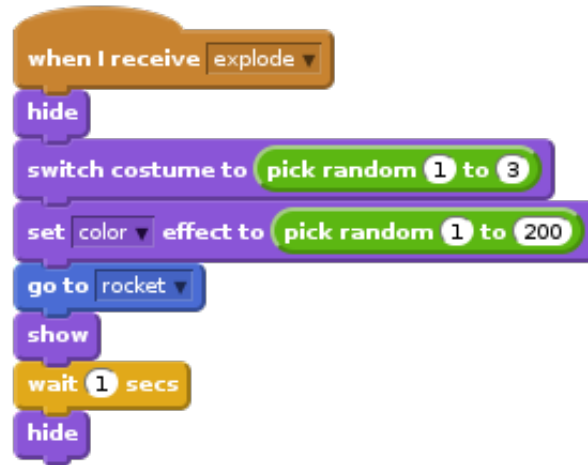 when I receive explode
hide
switch costume to pick random 1 to 3
set color effect to pick random 1 to 200
go to rocket
show
wait 1 secs
hide